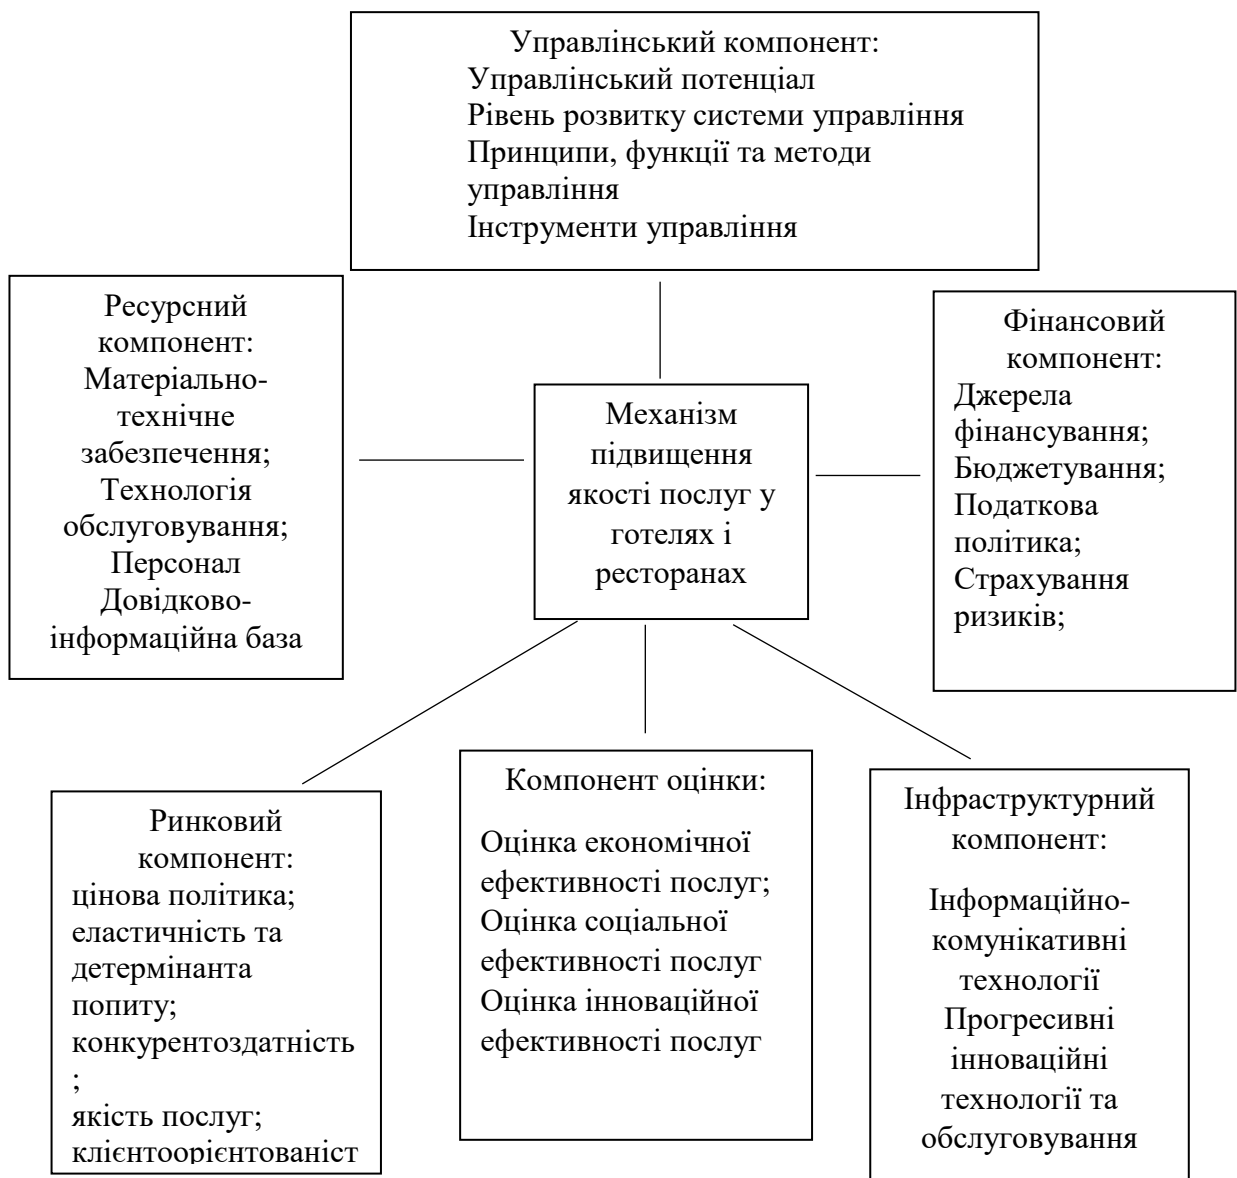 Управлінський компонент:
Управлінський потенціал
Рівень розвитку системи управління
Принципи, функції та методи
управління
Інструменти управління
Ресурсний
компонент:
Матеріально-
технічне
забезпечення;
Технологія
обслуговування;
Персонал
Довідково-
інформаційна база
Механізм
підвищення
якості послуг у
готелях і
ресторанах
Фінансовий
компонент:
Джерела
фінансування;
Бюджетування;
Податкова
політика;
Страхування
ризиків;
Ринковий
компонент:
цінова політика;
еластичність та
детермінанта
попиту;
конкурентоздатність
;
якість послуг;
клієнтоорієнтованіст
Компонент оцінки:
Оцінка економічної
ефективності послуг;
Оцінка соціальної
ефективності послуг
Оцінка інноваційної
ефективності послуг
Інфраструктурний
компонент:
Інформаційно-
комунікативні
технології
Прогресивні
інноваційні
технології та
обслуговування